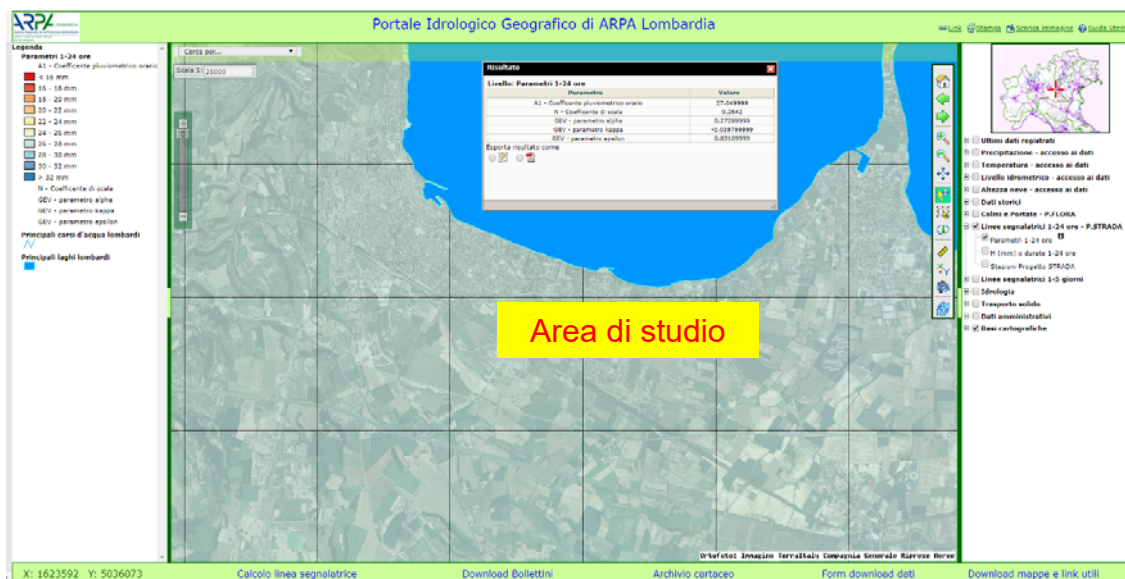 ARPA LOMBARDIA
Portale Idrologico Geografico di ARPA Lombardia
Link Stampa Scarica immagine Guida Utente
Legenda
Parametri 1-24 ore
A1 - Coefficiente pluviometrico orario
< 16 mm
16 - 18 mm
18 - 20 mm
20 - 22 mm
22 - 24 mm
24 - 26 mm
26 - 28 mm
28 - 30 mm
30 - 32 mm
> 32 mm
N - Coefficente di scala
GEV - parametro alpha
GEV - parametro kappa
GEV - parametro epsilon
Principali corsi d'acqua lombardi
Principali laghi lombardi
Cerca per...
Scala 1: 25000
Risultato
Livello: Parametri 1-24 ore
Parametro Valore
A1 - Coefficente pluviometrico orario 27.049999
N - Coefficente di scala 0.2642
GEV - parametro alpha 0.27289999
GEV - parametro kappa -0.039799999
GEV - parametro epsilon 0.83109999
Esporta risultato come
Area di studio
Ultimi dati registrati
Precipitazione - accesso ai dati
Temperatura - accesso ai dati
Livello idrometrico - accesso ai dati
Altezza neve - accesso ai dati
Dati storici
Colmi e Portate - P.FLORA
Linee segnalatrici 1-24 ore - P.STRADA
Parametri 1-24 ore
H (mm) x durate 1-24 ore
Stazioni Progetto STRADA
Linee segnalatrici 1-5 giorni
Idrologia
Trasporto solido
Dati amministrativi
Basi cartografiche
Ortofoto: Immagine TerraItaly Compagnia Generale Riprese Aeree
X: 1623592 Y: 5036073
Calcolo linea segnalatrice
Download Bollettini
Archivio cartaceo
Form download dati
Download mappe e link utili